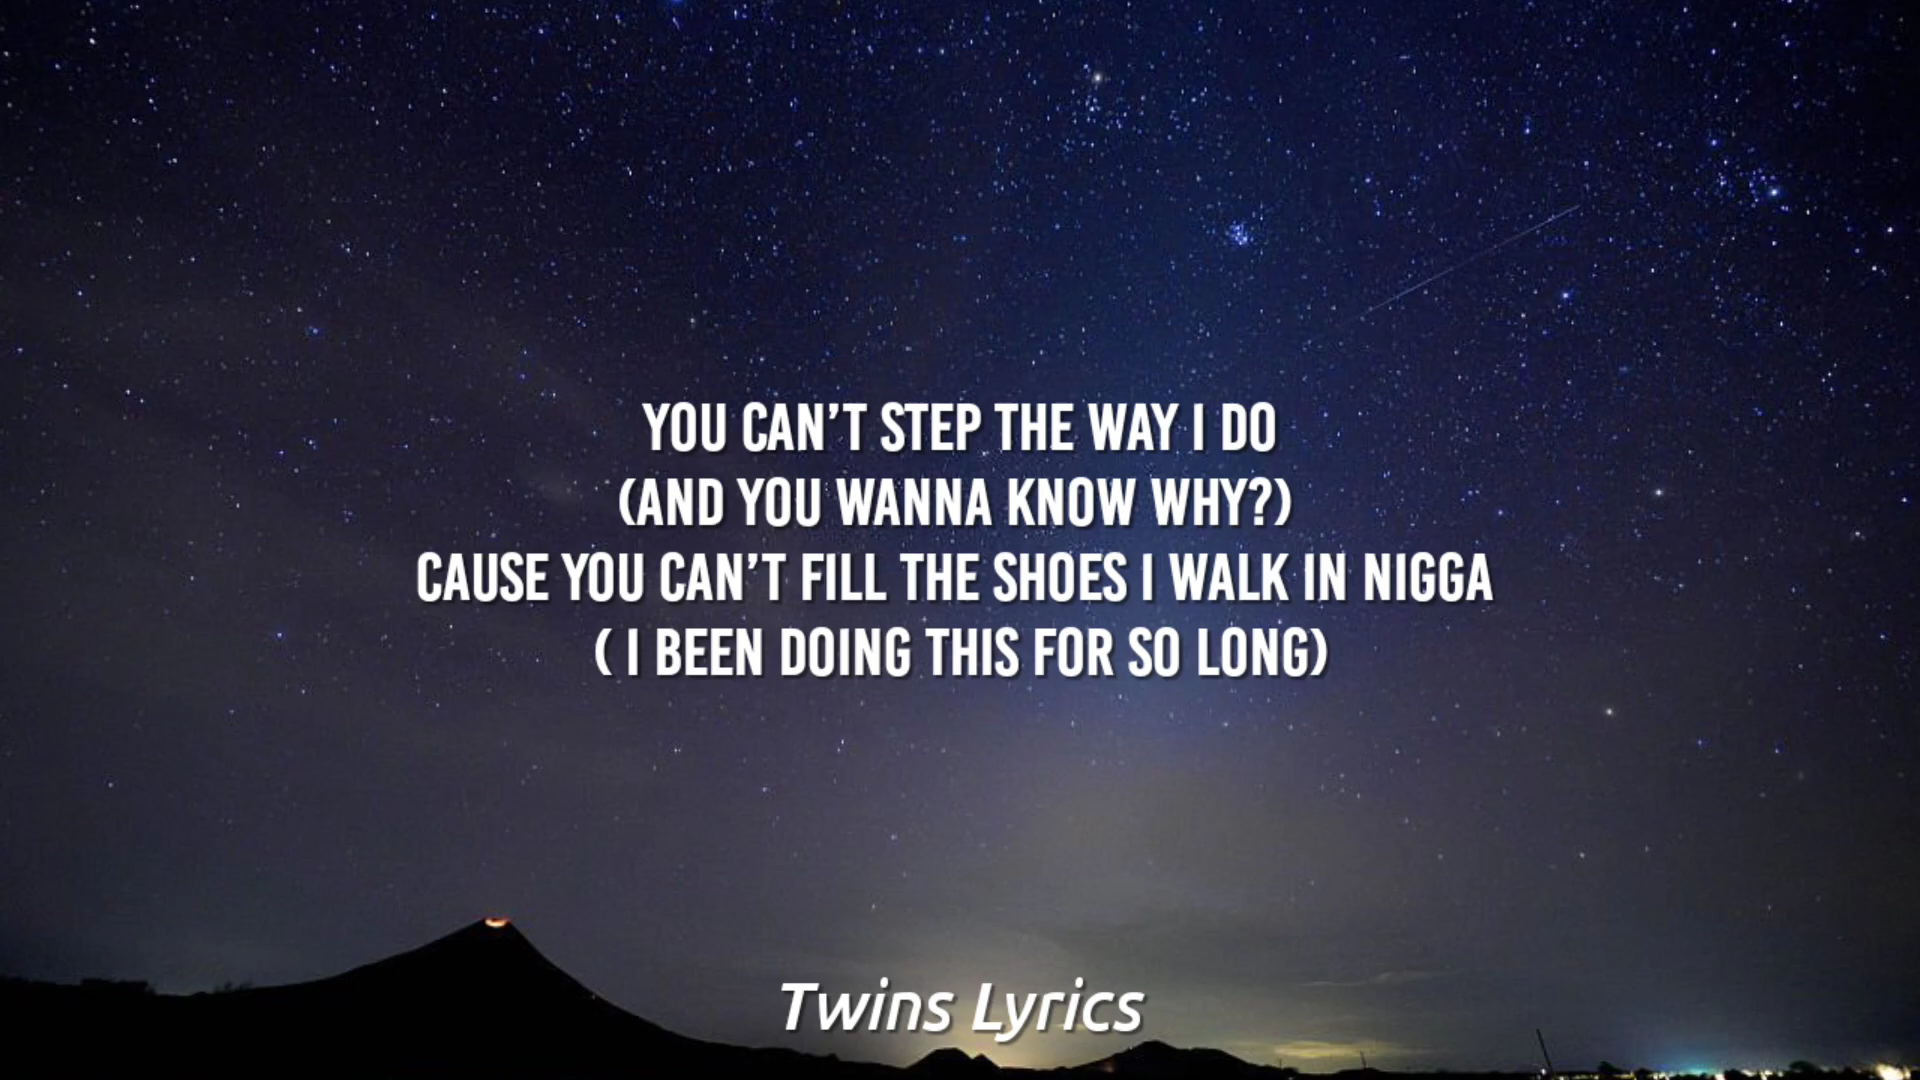 YOU CAN'T STEP THE WAY I DO
(AND YOU WANNA KNOW WHY?)
CAUSE YOU CAN'T FILL THE SHOES I WALK IN NIGGA
( I BEEN DOING THIS FOR SO LONG)
Twins Lyrics